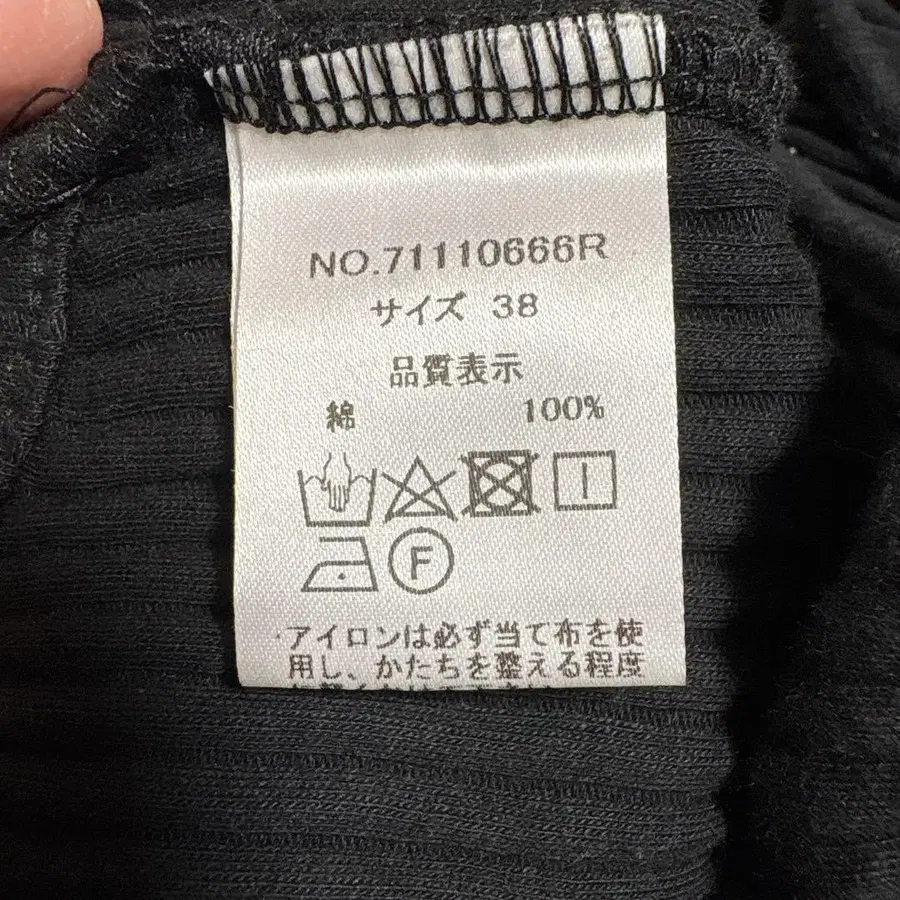 NO.71110666R
サイズ 38
品質表示
綿 100%
F
・アイロンは必ず当て布を使
用し、かたちを整える程度